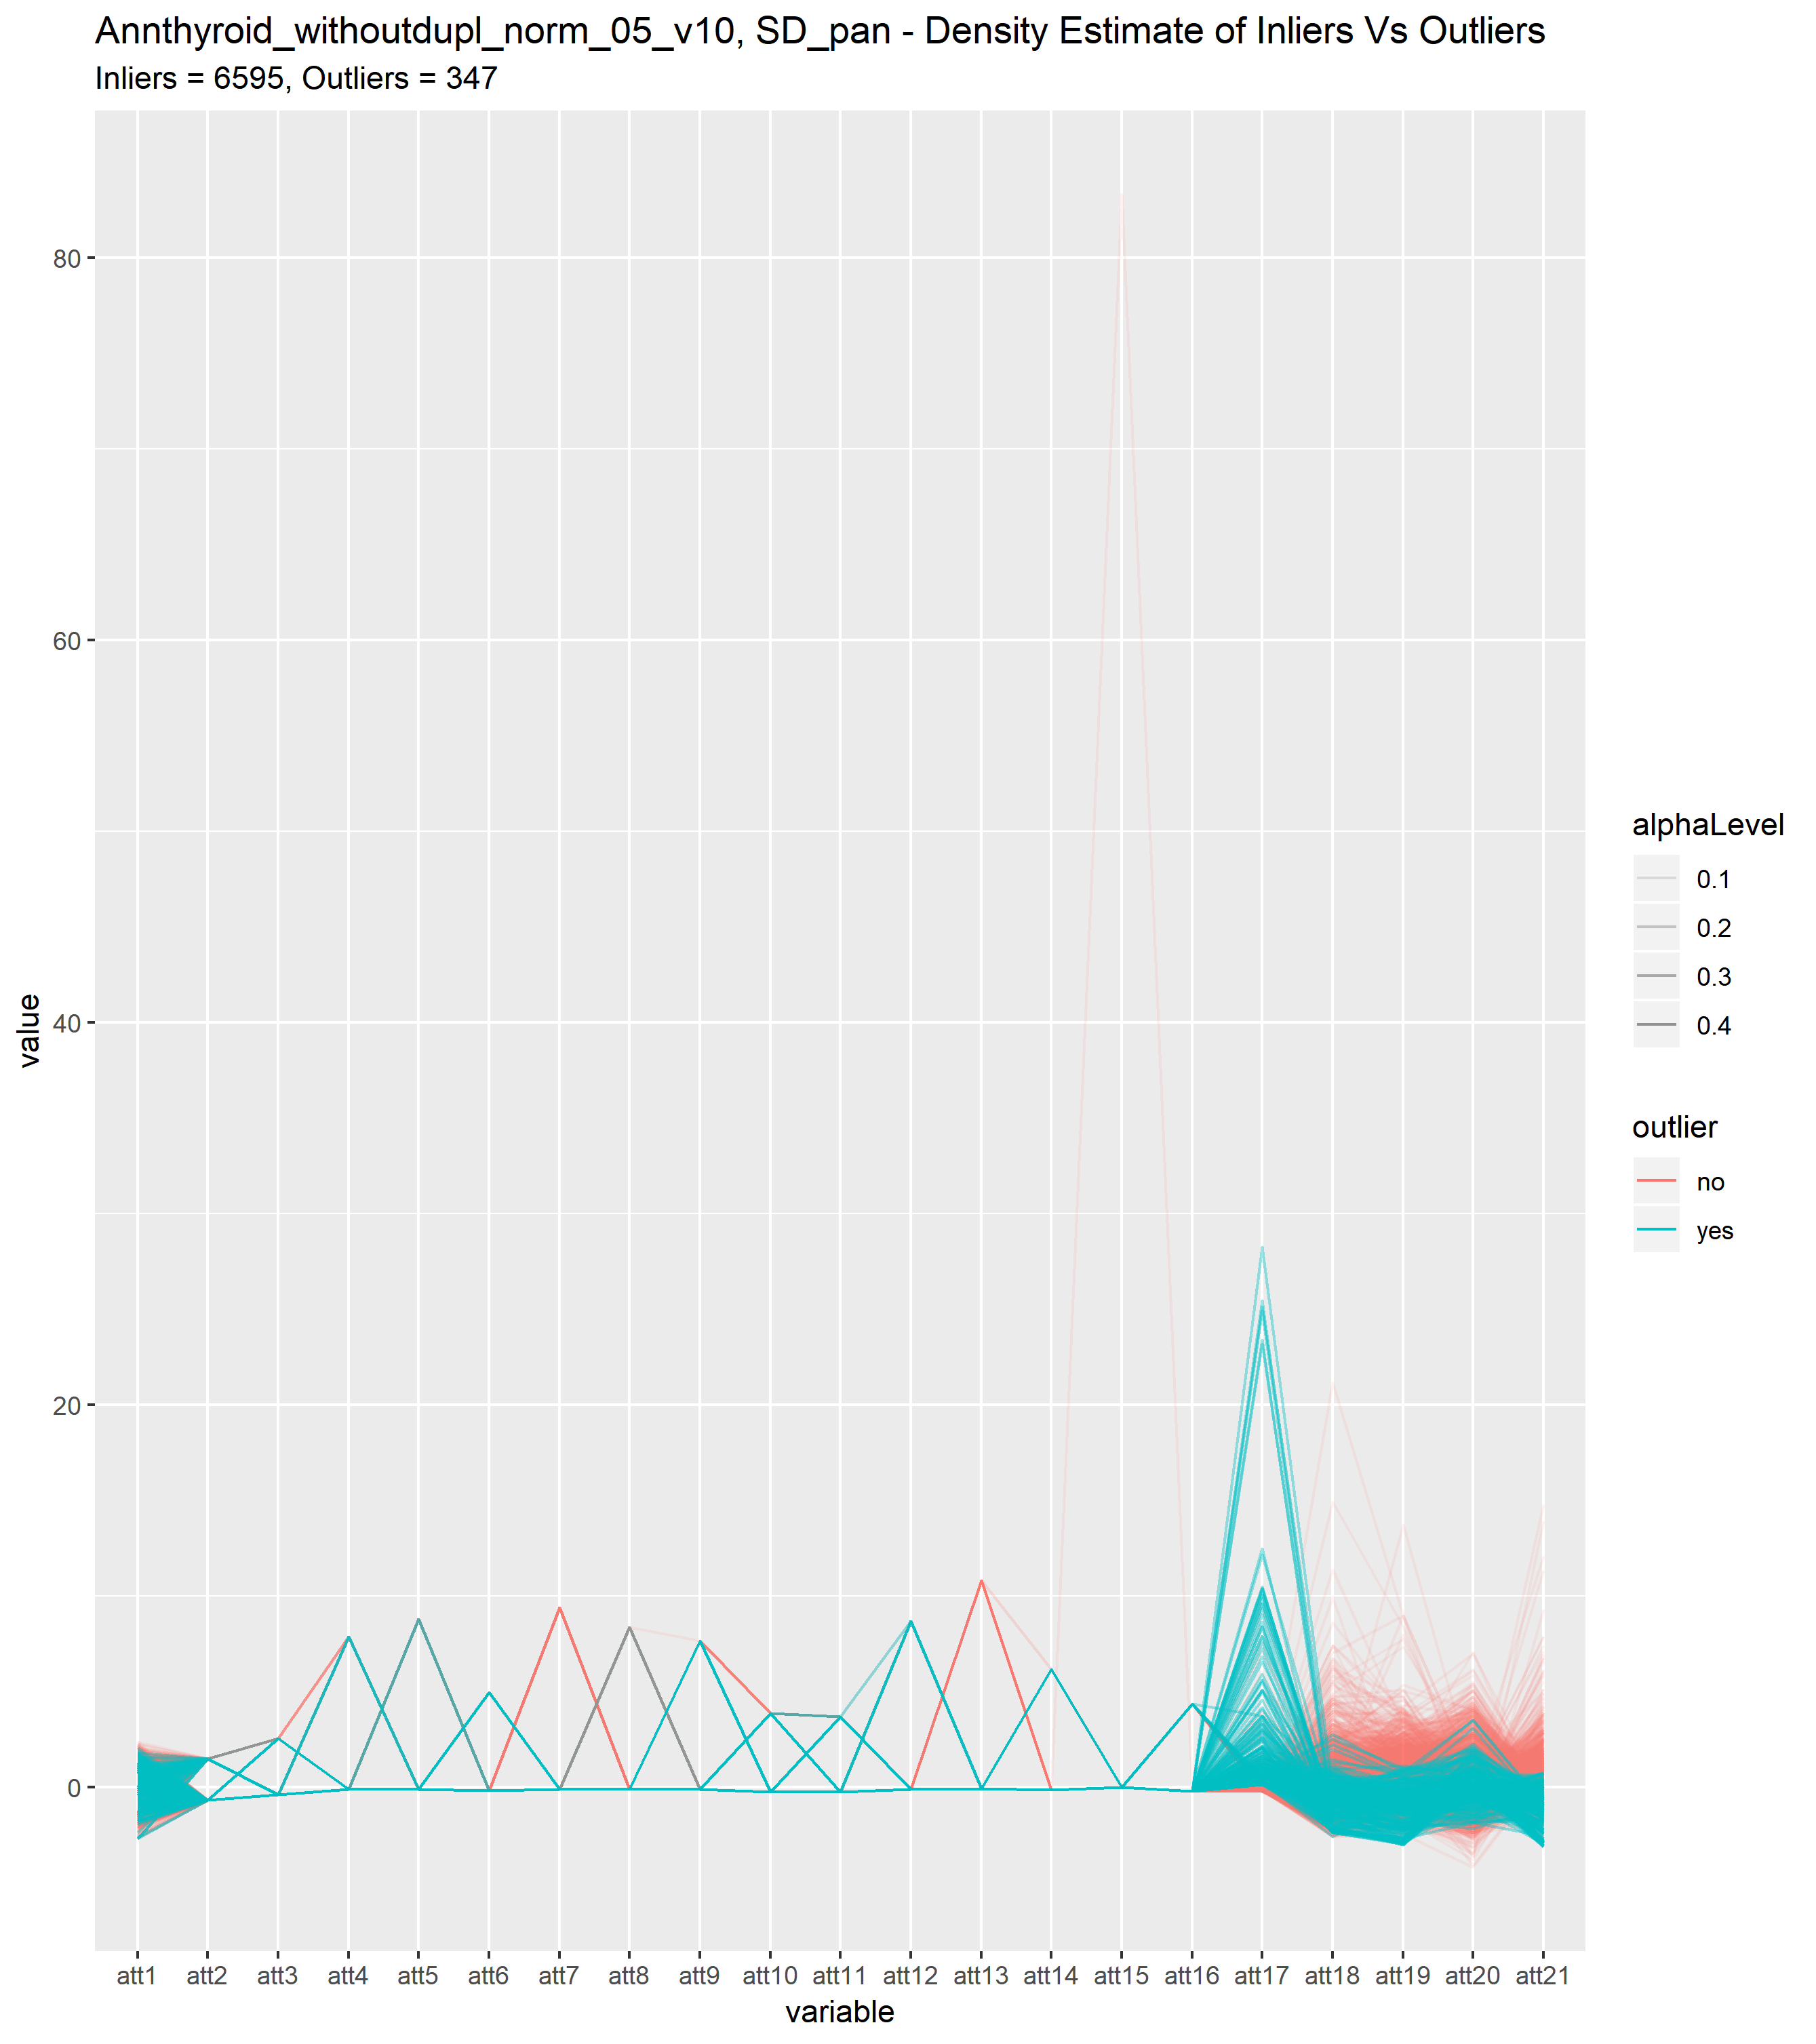 Annthyroid_withoutdupl_norm_05_v10, SD_pan - Density Estimate of Inliers Vs Outliers
Inliers = 6595, Outliers = 347
80
60
40
20
0
value
att1 att2 att3 att4 att5 att6 att7 att8 att9 att10 att11 att12 att13 att14 att15 att16 att17 att18 att19 att20 att21
variable
alphaLevel
0.1
0.2
0.3
0.4
outlier
no
yes